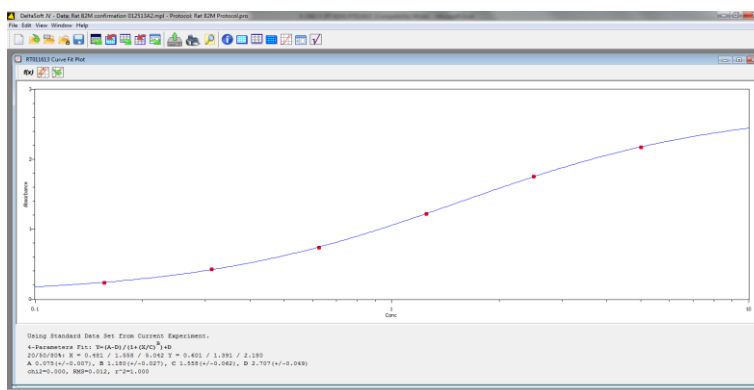 DeltaSoft IV - Data: Rat B2M confirmation 012513A2.mpl - Protocol: Rat B2M Protocol.pro
File Edit View Window Help
RT011613 Curve Fit Plot
f(x)
3
2
1
0
Absorbance
0.1 1 10
Conc
Using Standard Data Set from Current Experiment.
4-Parameters Fit: Y=(A-D)/(1+(X/C)^B)+D
20/50/80%: X = 0.481 / 1.558 / 5.042 Y = 0.601 / 1.391 / 2.180
A 0.075(+/-0.007), B 1.180(+/-0.027), C 1.558(+/-0.062), D 2.707(+/-0.049)
chi2=0.000, RMS=0.012, r^2=1.000